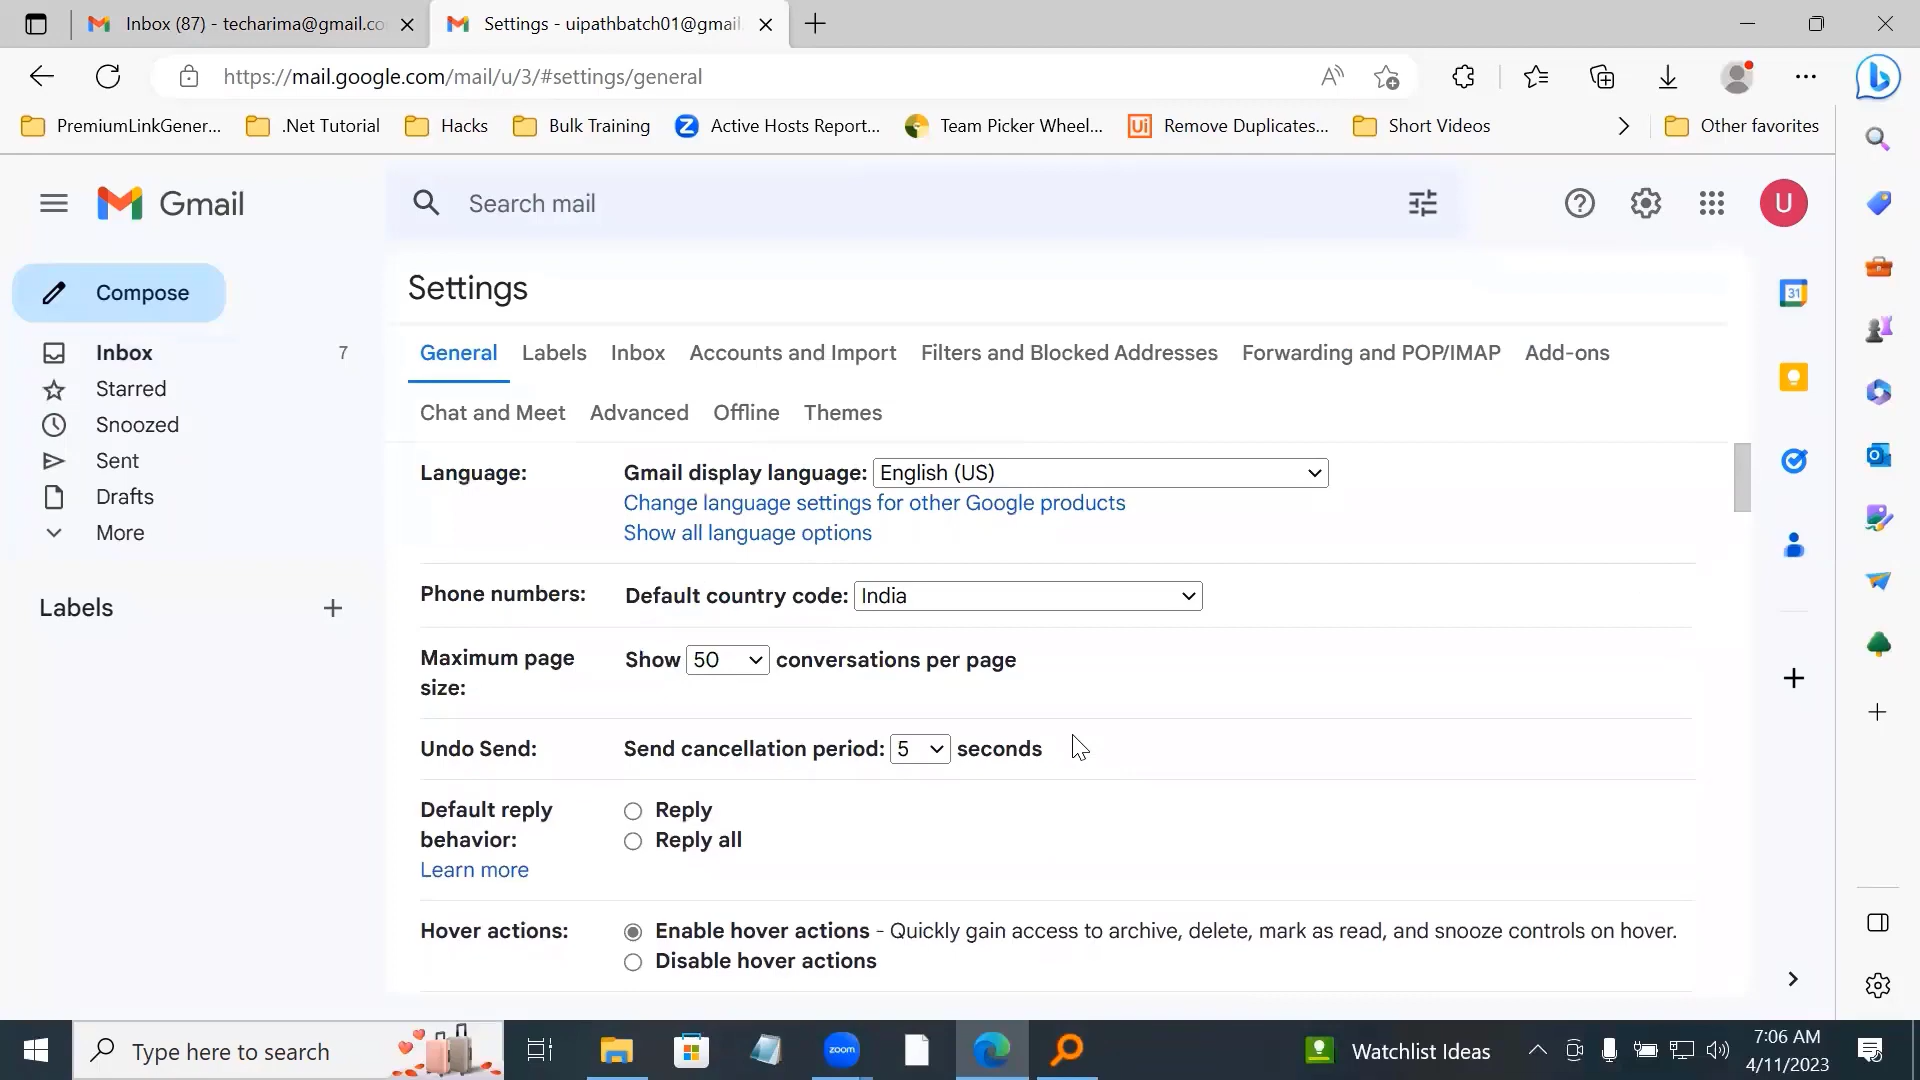 Inbox (87) - techarima@gmail.co
Settings - uipathbatch01@gmail.
https://mail.google.com/mail/u/3/#settings/general
PremiumLinkGener...
.Net Tutorial
Hacks
Bulk Training
Active Hosts Report...
Team Picker Wheel...
Remove Duplicates...
Short Videos
Other favorites
Gmail
Search mail
U
Compose
Settings
General Labels Inbox Accounts and Import Filters and Blocked Addresses Forwarding and POP/IMAP Add-ons
Chat and Meet Advanced Offline Themes
Inbox 7
Starred
Snoozed
Sent
Drafts
More
Labels
Language: Gmail display language: English (US)
Change language settings for other Google products
Show all language options
Phone numbers: Default country code: India
Maximum page size: Show 50 conversations per page
Undo Send: Send cancellation period: 5 seconds
Default reply behavior:
Reply
Reply all
Learn more
Hover actions: Enable hover actions - Quickly gain access to archive, delete, mark as read, and snooze controls on hover.
Disable hover actions
31
Type here to search
zoom
Watchlist Ideas
7:06 AM
4/11/2023